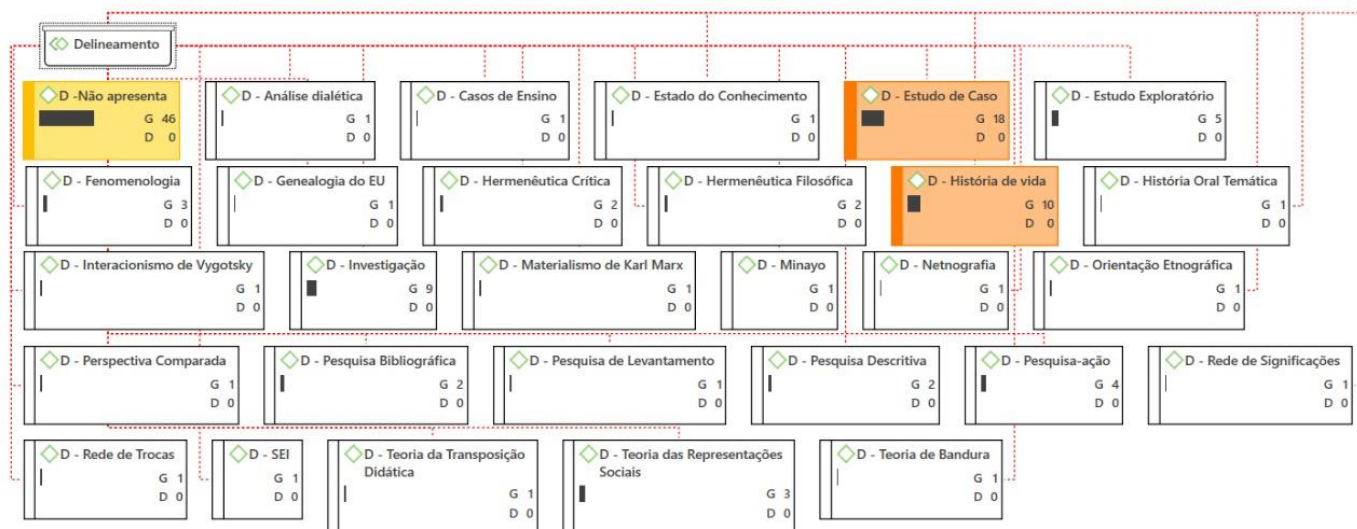 Delineamento
D -Não apresenta
G 46
D 0
D - Análise dialética
G 1
D 0
D - Casos de Ensino
G 1
D 0
D - Estado do Conhecimento
G 1
D 0
D - Estudo de Caso
G 18
D 0
D - Estudo Exploratório
G 5
D 0
D - Fenomenologia
G 3
D 0
D - Genealogia do EU
G 1
D 0
D - Hermenêutica Crítica
G 2
D 0
D - Hermenêutica Filosófica
G 2
D 0
D - História de vida
G 10
D 0
D - História Oral Temática
G 1
D 0
D - Interacionismo de Vygotsky
G 1
D 0
D - Investigação
G 9
D 0
D - Materialismo de Karl Marx
G 1
D 0
D - Minayo
G 1
D 0
D - Netnografia
G 1
D 0
D - Orientação Etnográfica
G 1
D 0
D - Perspectiva Comparada
G 1
D 0
D - Pesquisa Bibliográfica
G 2
D 0
D - Pesquisa de Levantamento
G 1
D 0
D - Pesquisa Descritiva
G 2
D 0
D - Pesquisa-ação
G 4
D 0
D - Rede de Significações
G 1
D 0
D - Rede de Trocas
G 1
D 0
D - SEI
G 1
D 0
D - Teoria da Transposição
Didática
G 1
D 0
D - Teoria das Representações
Sociais
G 3
D 0
D - Teoria de Bandura
G 1
D 0